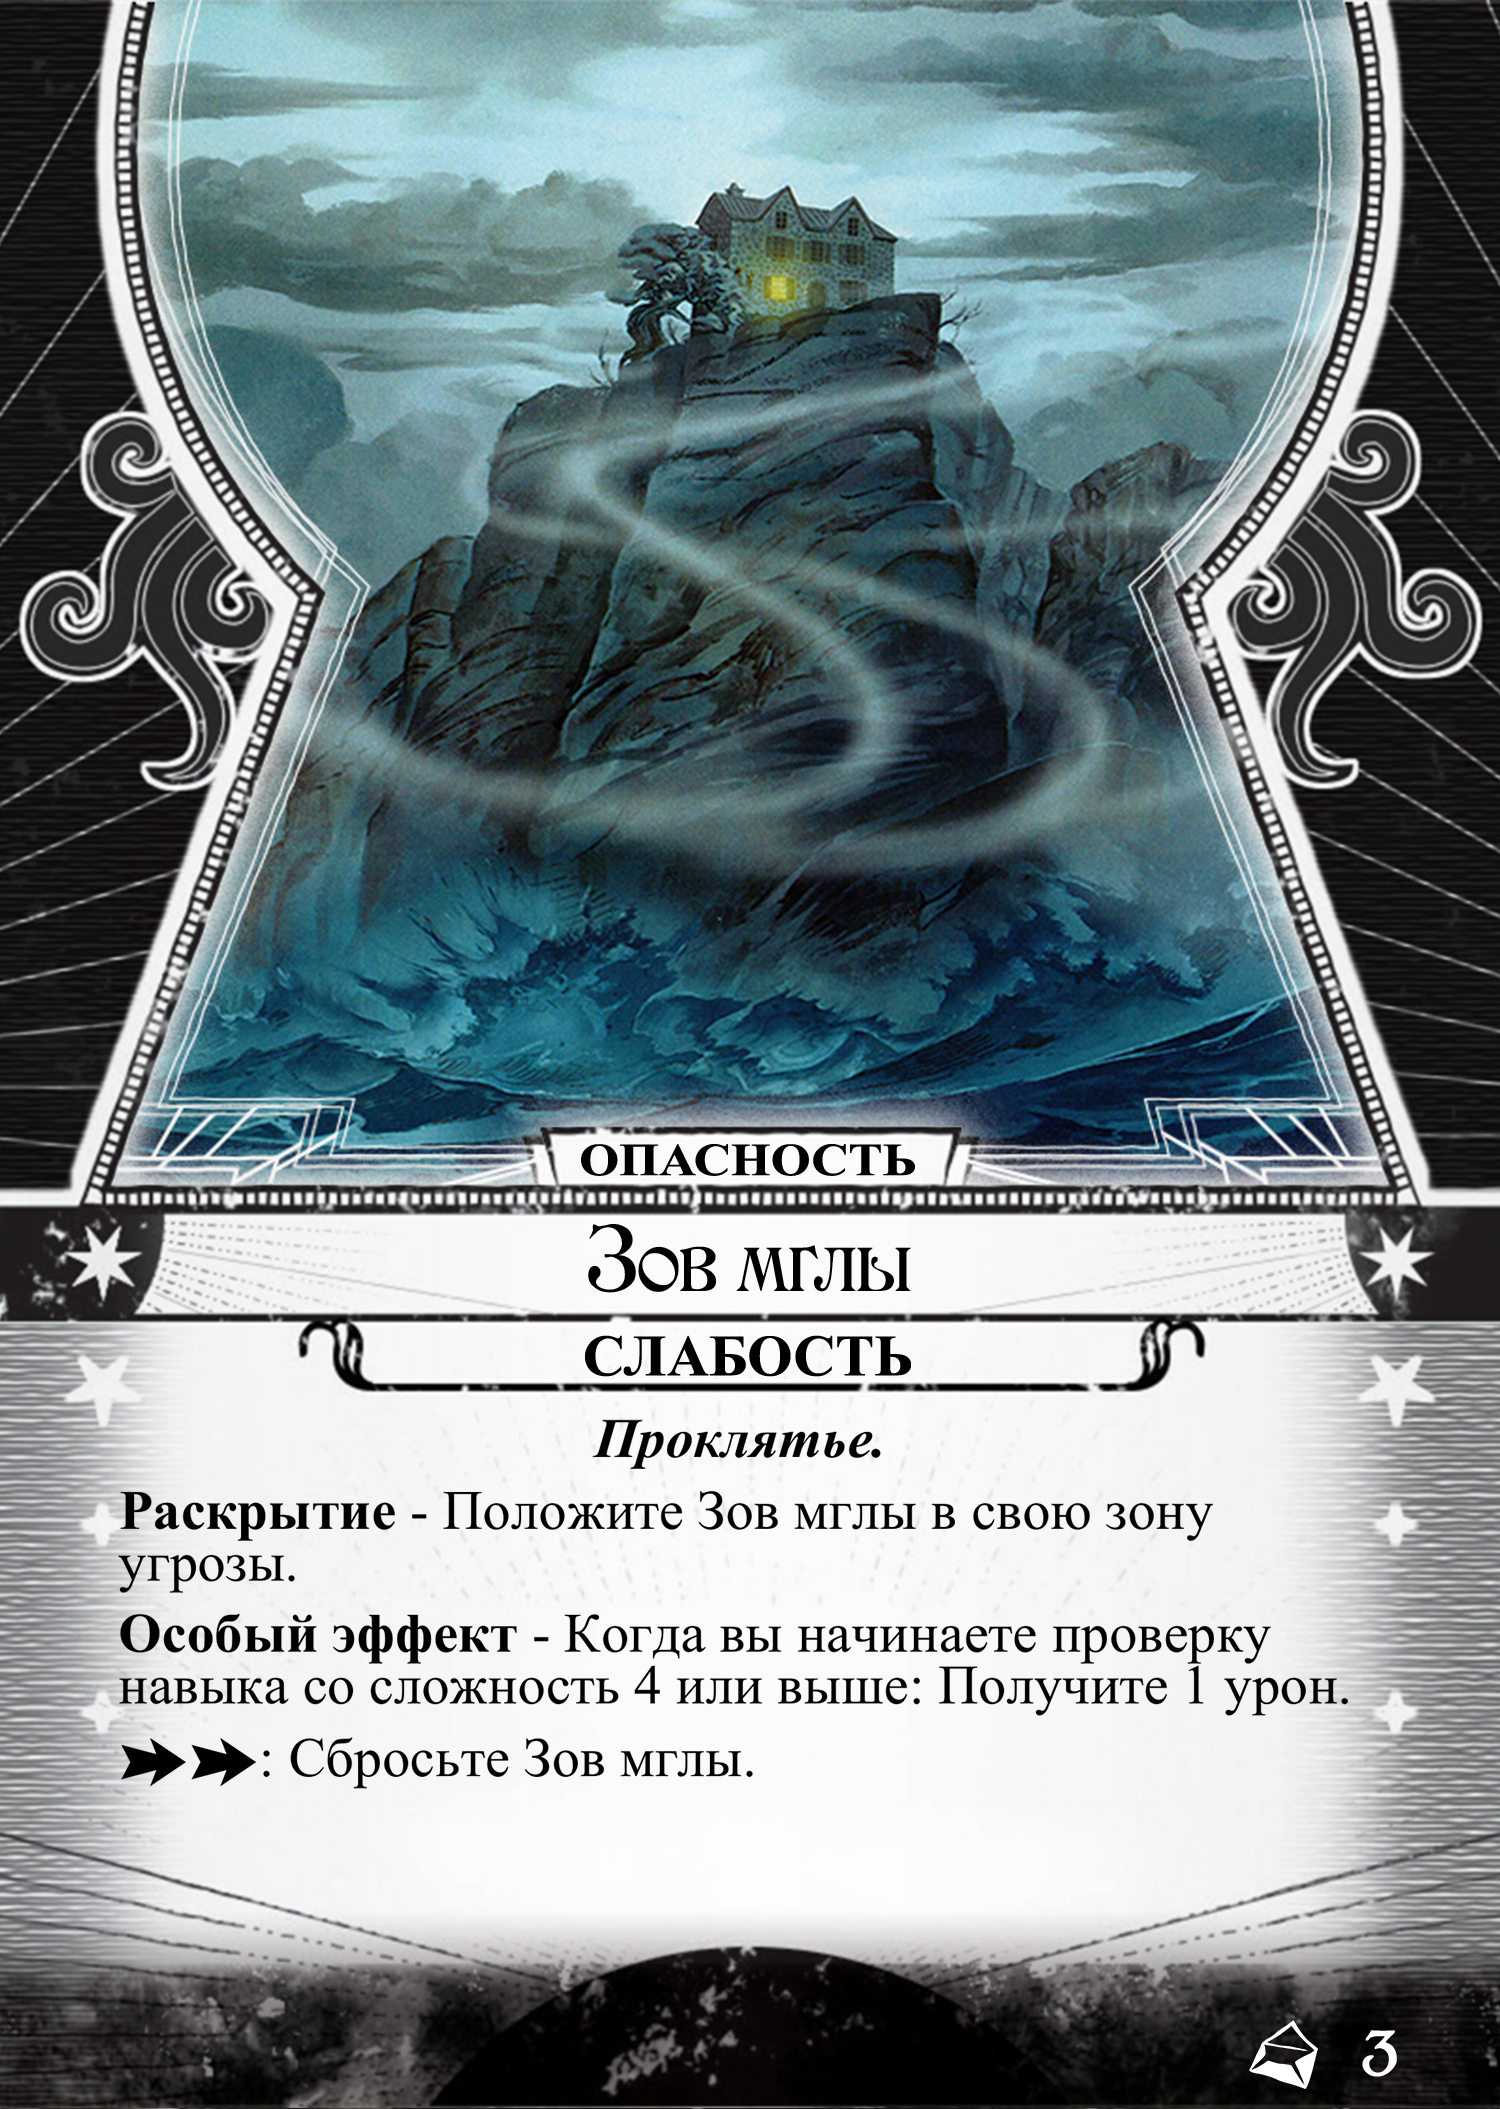 ОПАСНОСТЬ
Зов мглы
СЛАБОСТЬ
Проклятье.
Раскрытие - Положите Зов мглы в свою зону
угрозы.
Особый эффект - Когда вы начинаете проверку
навыка со сложность 4 или выше: Получите 1 урон.
: Сбросьте Зов мглы.
3